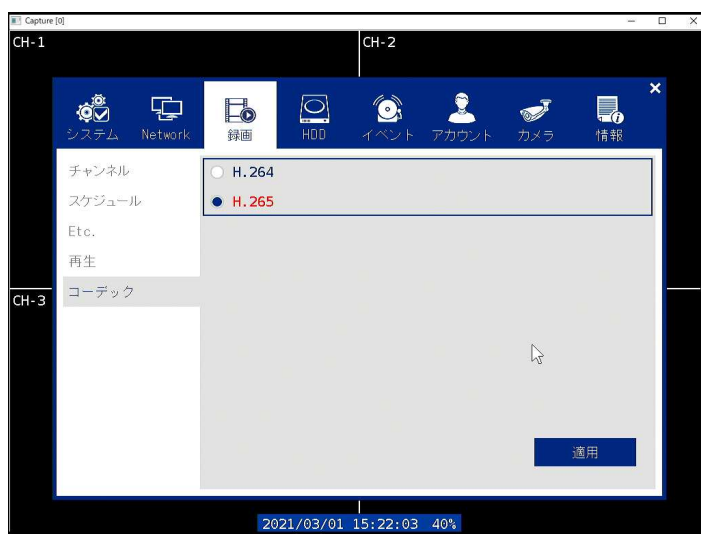 Capture [0]
CH-1
CH-2
システム Network 録画 HDD イベント アカウント カメラ 情報
チャンネル
スケジュール
Etc.
再生
コーデック
H.264
H.265
CH-3
適用
2021/03/01 15:22:03 40%